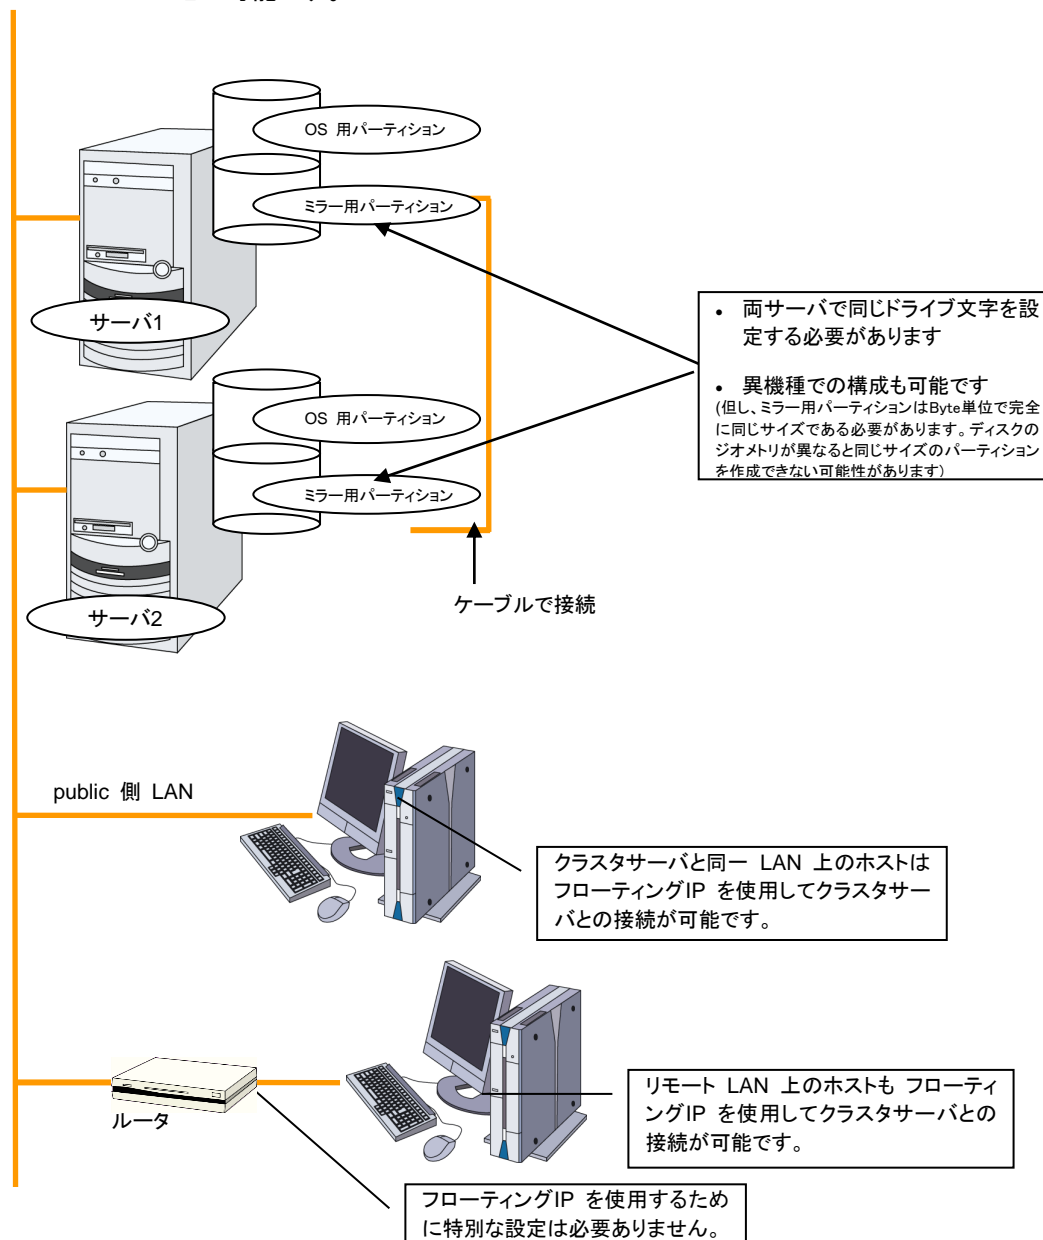 OS 用パーティション
ミラー用パーティション
サーバ1
• 両サーバで同じドライブ文字を設
定する必要があります
• 異機種での構成も可能です
(但し、ミラー用パーティションはByte単位で完全
に同じサイズである必要があります。ディスクの
ジオメトリが異なると同じサイズのパーティション
を作成できない可能性があります)
OS 用パーティション
ミラー用パーティション
サーバ2
ケーブルで接続
public 側 LAN
クラスタサーバと同一 LAN 上のホストは
フローティングIP を使用してクラスタサー
バとの接続が可能です。
ルータ
リモート LAN 上のホストも フローティ
ングIP を使用してクラスタサーバとの
接続が可能です。
フローティングIP を使用するため
に特別な設定は必要ありません。